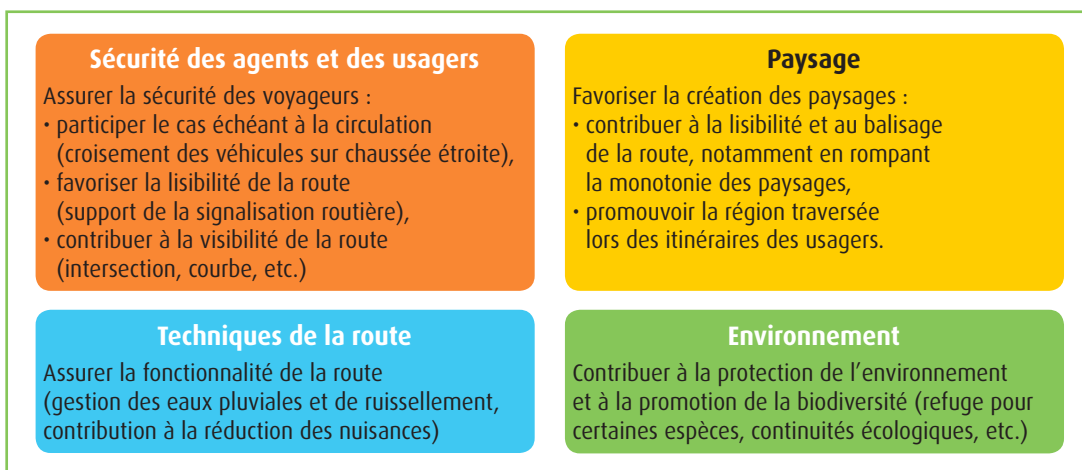 Sécurité des agents et des usagers
Assurer la sécurité des voyageurs :
• participer le cas échéant à la circulation
(croisement des véhicules sur chaussée étroite),
• favoriser la lisibilité de la route
(support de la signalisation routière),
• contribuer à la visibilité de la route
(intersection, courbe, etc.)
Paysage
Favoriser la création des paysages :
• contribuer à la lisibilité et au balisage
de la route, notamment en rompant
la monotonie des paysages,
• promouvoir la région traversée
lors des itinéraires des usagers.
Techniques de la route
Assurer la fonctionnalité de la route
(gestion des eaux pluviales et de ruissellement,
contribution à la réduction des nuisances)
Environnement
Contribuer à la protection de l’environnement
et à la promotion de la biodiversité (refuge pour
certaines espèces, continuités écologiques, etc.)